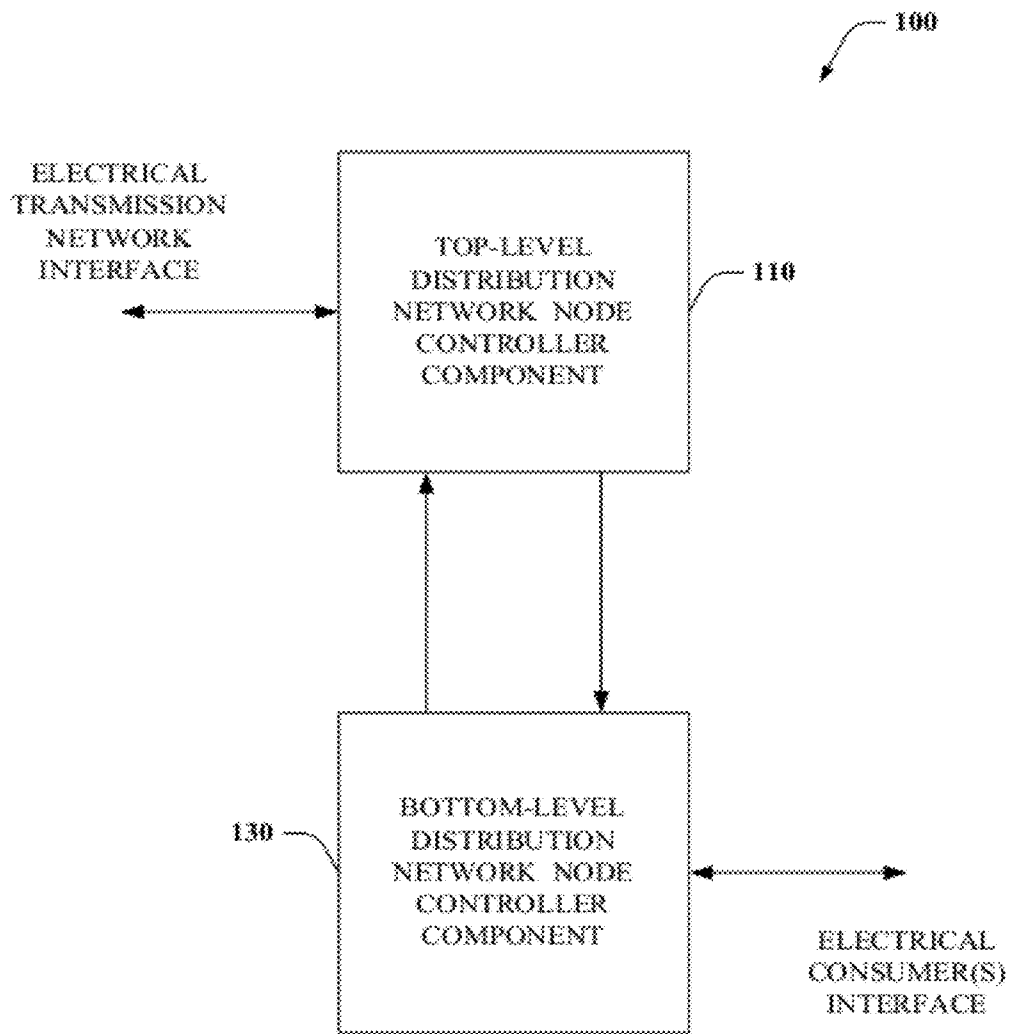 100
ELECTRICAL
TRANSMISSION
NETWORK
INTERFACE
TOP-LEVEL
DISTRIBUTION
NETWORK NODE
CONTROLLER
COMPONENT
110
BOTTOM-LEVEL
DISTRIBUTION
NETWORK NODE
CONTROLLER
COMPONENT
130
ELECTRICAL
CONSUMER(S)
INTERFACE